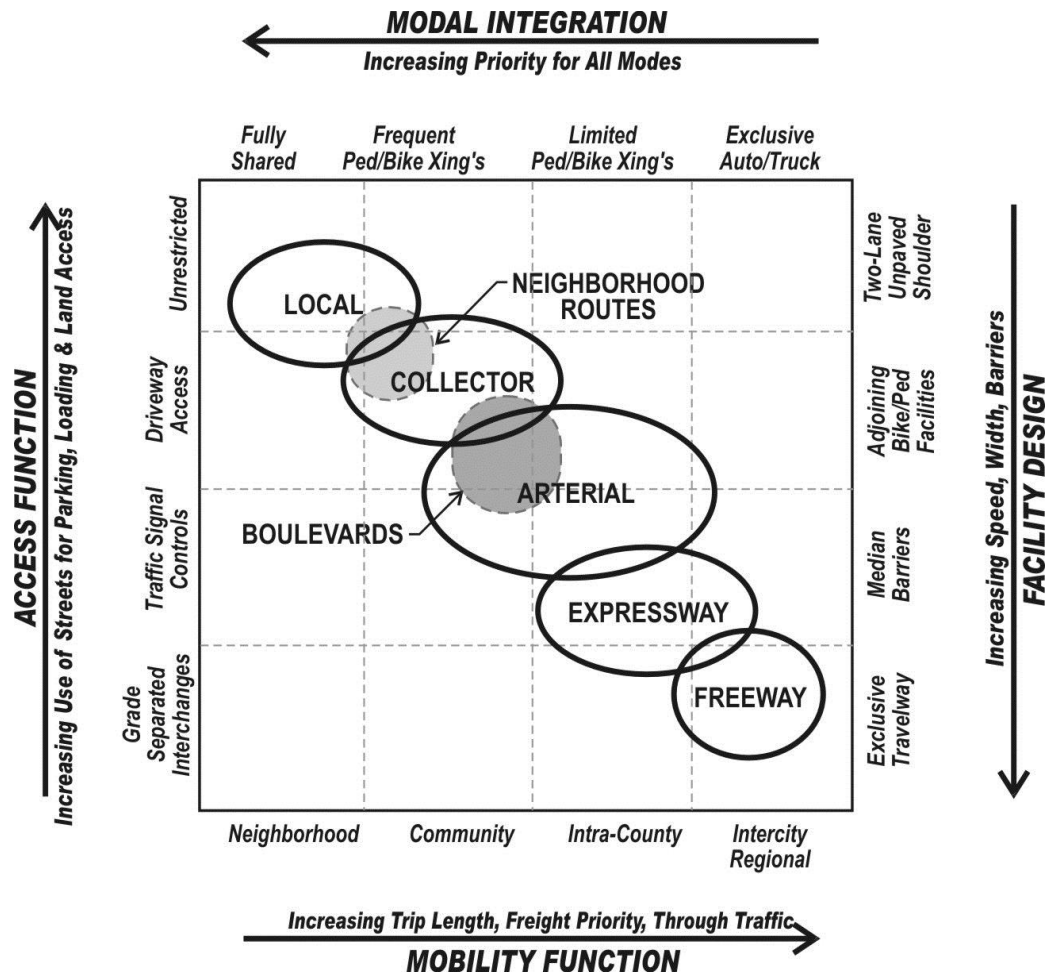 MODAL INTEGRATION
Increasing Priority for All Modes
Fully
Shared
Frequent
Ped/Bike Xing's
Limited
Ped/Bike Xing's
Exclusive
Auto/Truck
ACCESS FUNCTION
Increasing Use of Streets for Parking, Loading & Land Access
Unrestricted
Driveway
Access
Traffic Signal
Controls
Grade
Separated
Interchanges
LOCAL
NEIGHBORHOOD
ROUTES
COLLECTOR
ARTERIAL
BOULEVARDS
EXPRESSWAY
FREEWAY
Two-Lane
Unpaved
Shoulder
Adjoining
Bike/Ped
Facilities
Median
Barriers
Exclusive
Travelway
Increasing Speed, Width, Barriers
FACILITY DESIGN
Neighborhood
Community
Intra-County
Intercity
Regional
Increasing Trip Length, Freight Priority, Through Traffic
MOBILITY FUNCTION